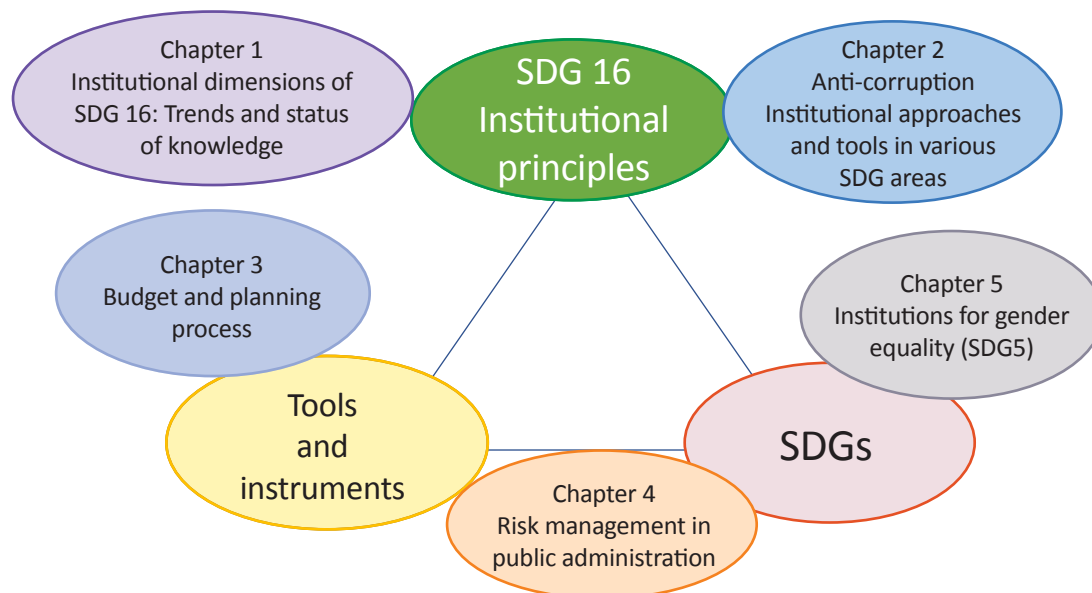 Chapter 1
Institutional dimensions of
SDG 16: Trends and status
of knowledge
SDG 16
Institutional
principles
Chapter 2
Anti-corruption
Institutional approaches
and tools in various
SDG areas
Chapter 3
Budget and planning
process
Chapter 5
Institutions for gender
equality (SDG5)
Tools
and
instruments
SDGs
Chapter 4
Risk management in
public administration